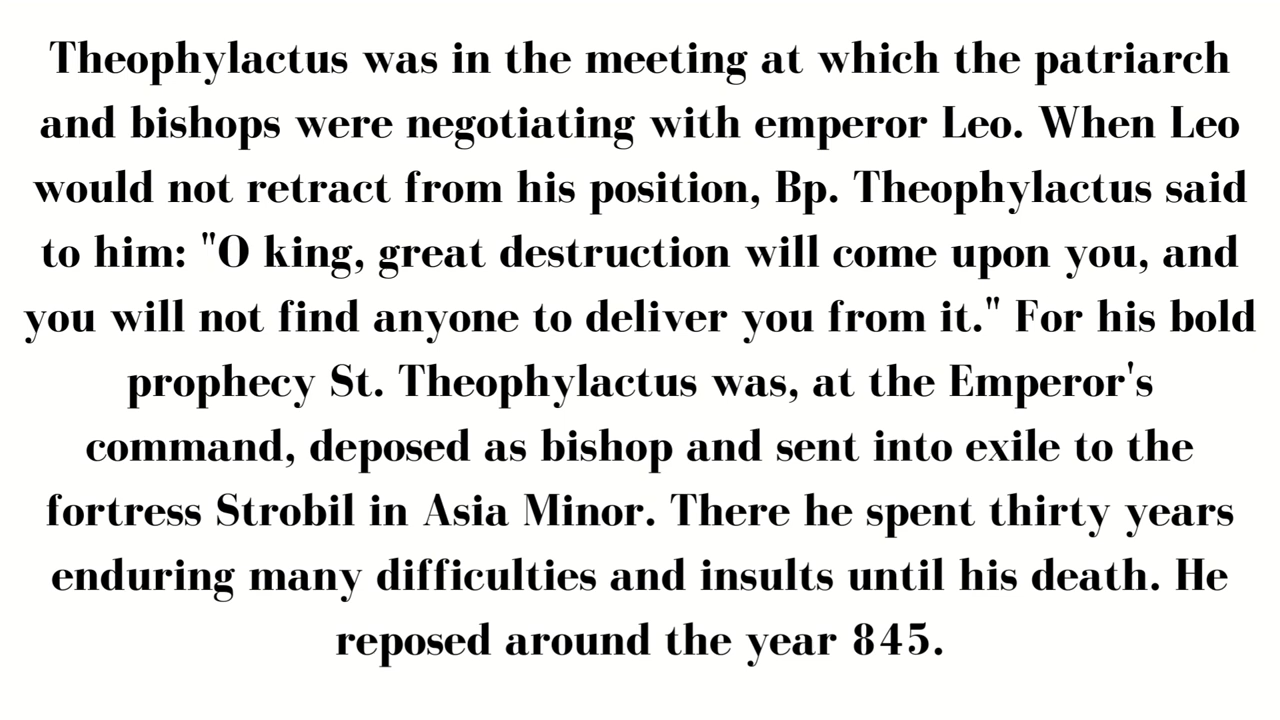 Theophylactus was in the meeting at which the patriarch
and bishops were negotiating with emperor Leo. When Leo
would not retract from his position, Bp. Theophylactus said
to him: "O king, great destruction will come upon you, and
you will not find anyone to deliver you from it." For his bold
prophecy St. Theophylactus was, at the Emperor's
command, deposed as bishop and sent into exile to the
fortress Strobil in Asia Minor. There he spent thirty years
enduring many difficulties and insults until his death. He
reposed around the year 845.